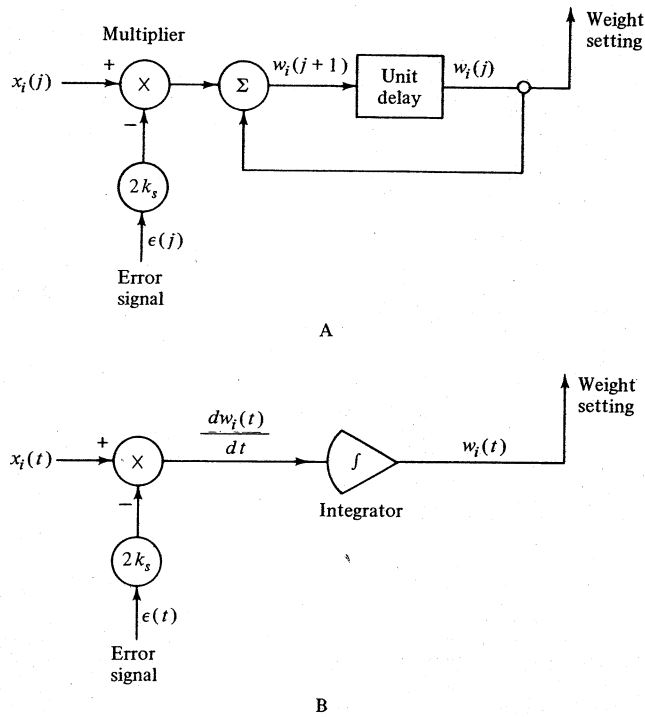 Weight
setting
Multiplier
x_i(j)
+
×
Σ
w_i(j + 1)
Unit
delay
w_i(j)
−
2k_s
ϵ(j)
Error
signal
A
Weight
setting
x_i(t)
+
×
dw_i(t)
dt
∫
w_i(t)
Integrator
−
2k_s
ϵ(t)
Error
signal
B